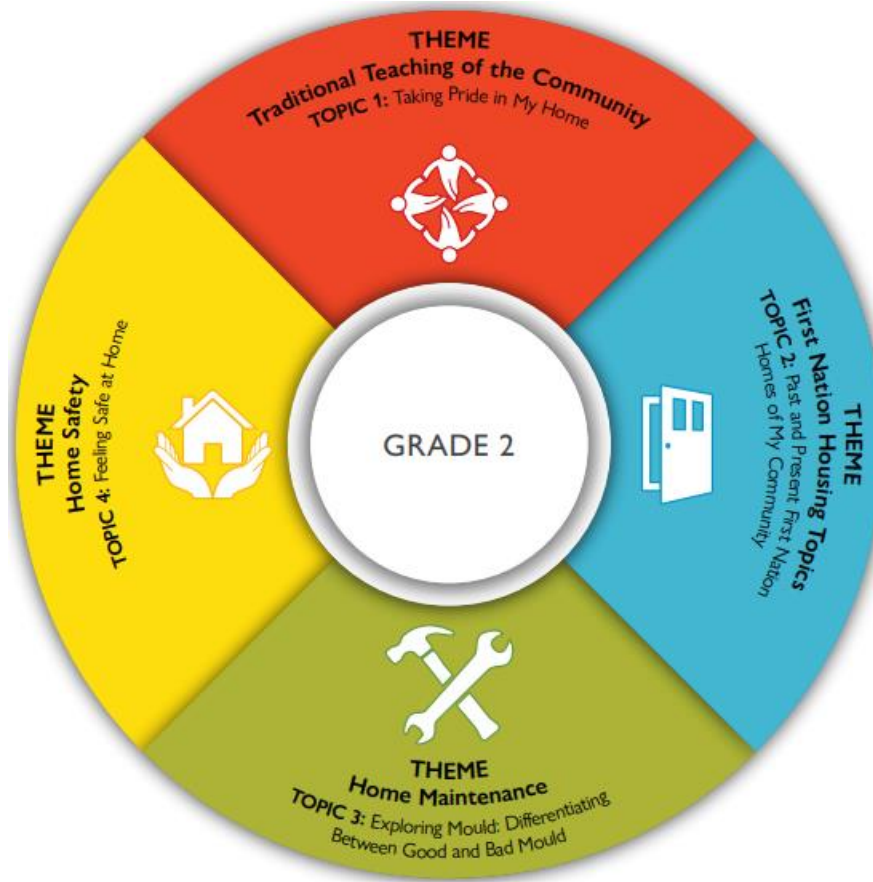 THEME
Traditional Teaching of the Community
TOPIC 1: Taking Pride in My Home
THEME
First Nation Housing Topics
TOPIC 2: Past and Present First Nation
Homes of My Community
THEME
Home Maintenance
TOPIC 3: Exploring Mould: Differentiating
Between Good and Bad Mould
THEME
Home Safety
TOPIC 4: Feeling Safe at Home
GRADE 2